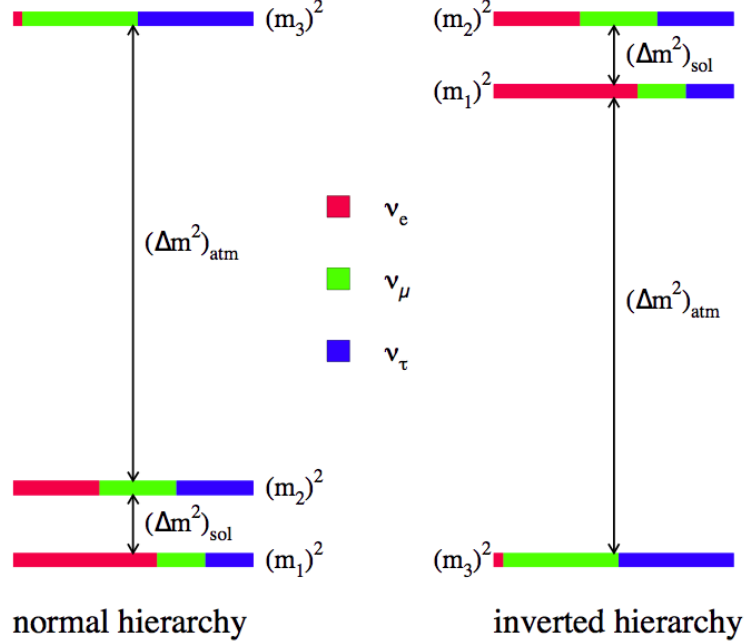 (m₃)²
(Δm²)atm
(m₂)²
(Δm²)sol
(m₁)²
normal hierarchy
νe
νμ
ντ
(m₂)²
(Δm²)sol
(m₁)²
(Δm²)atm
(m₃)²
inverted hierarchy